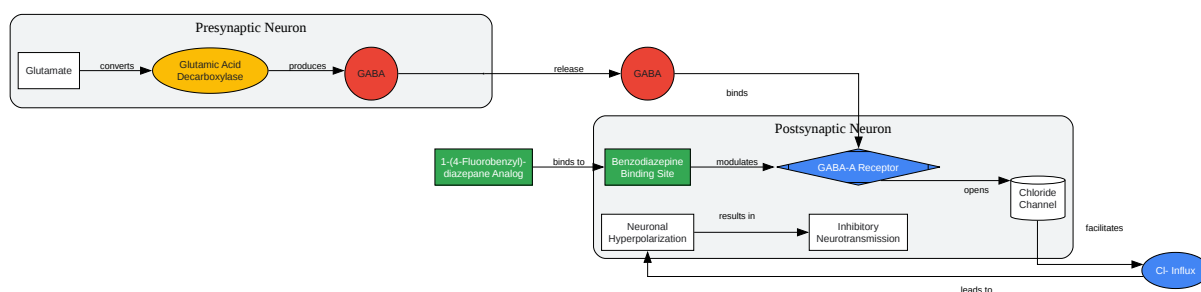 Presynaptic Neuron
Glutamate
converts
Glutamic Acid
Decarboxylase
produces
GABA
release
GABA
binds
Postsynaptic Neuron
1-(4-Fluorobenzyl)-
diazepane Analog
binds to
Benzodiazepine
Binding Site
modulates
GABA-A Receptor
opens
Chloride
Channel
facilitates
Cl- Influx
leads to
Neuronal
Hyperpolarization
results in
Inhibitory
Neurotransmission